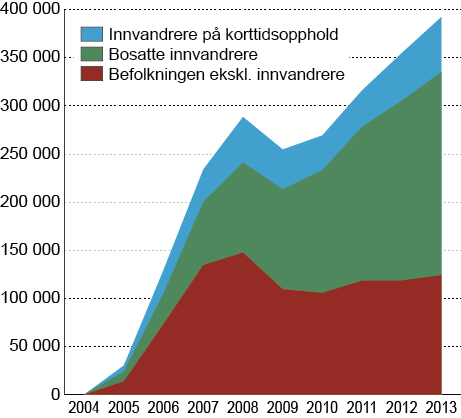 400 000
350 000
300 000
250 000
200 000
150 000
100 000
50 000
0
Innvandrere på korttidsopphold
Bosatte innvandrere
Befolkningen ekskl. innvandrere
2004 2005 2006 2007 2008 2009 2010 2011 2012 2013